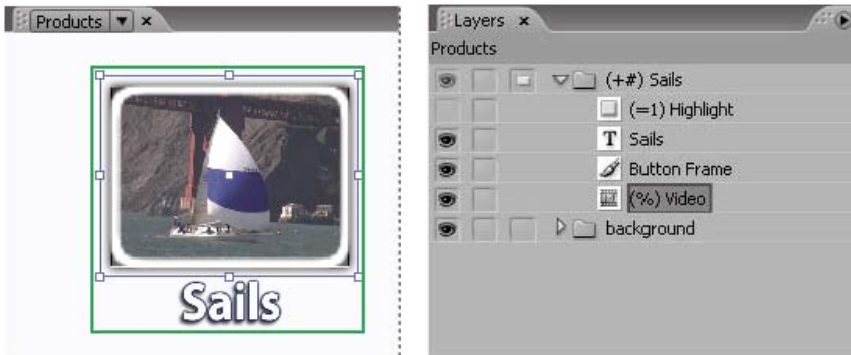 Products
Sails
Layers
Products
(+#) Sails
(=1) Highlight
T Sails
Button Frame
(%) Video
background